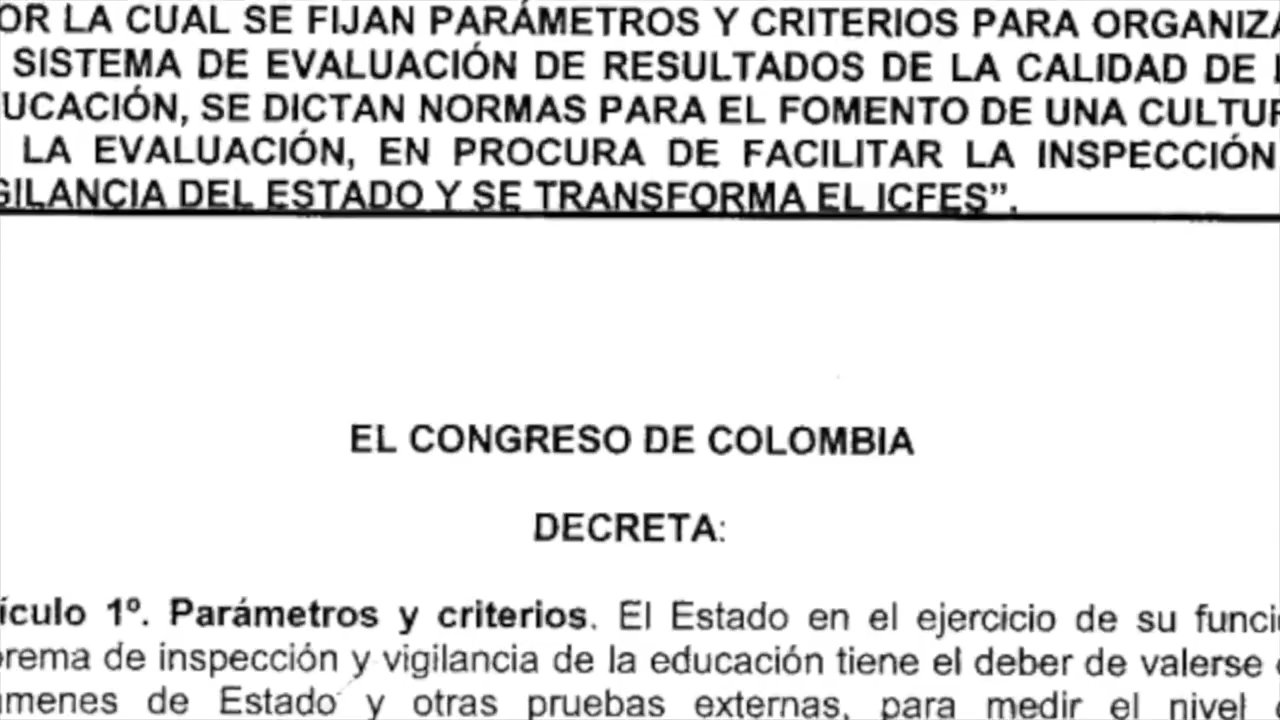 OR LA CUAL SE FIJAN PARÁMETROS Y CRITERIOS PARA ORGANIZA
SISTEMA DE EVALUACIÓN DE RESULTADOS DE LA CALIDAD DE
UCACIÓN, SE DICTAN NORMAS PARA EL FOMENTO DE UNA CULTUR
LA EVALUACIÓN, EN PROCURA DE FACILITAR LA INSPECCIÓN
GILANCIA DEL ESTADO Y SE TRANSFORMA EL ICFES”.
EL CONGRESO DE COLOMBIA
DECRETA:
ículo 1º. Parámetros y criterios. El Estado en el ejercicio de su funci
rema de inspección y vigilancia de la educación tiene el deber de valerse
menes de Estado y otras pruebas externas, para medir el nivel